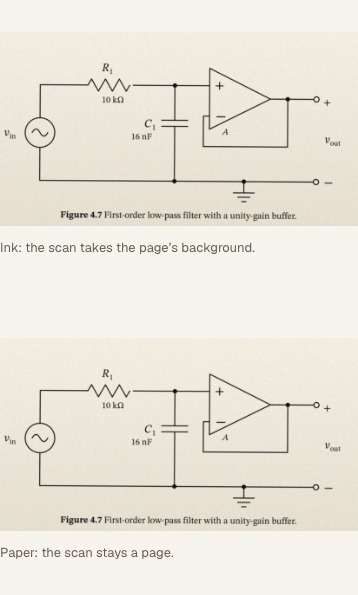 R1
10 kΩ
+
C1
16 nF
−
A
vin
+
vout
−
Figure 4.7 First-order low-pass filter with a unity-gain buffer.
Ink: the scan takes the page’s background.
R1
10 kΩ
+
C1
16 nF
−
A
vin
+
vout
−
Figure 4.7 First-order low-pass filter with a unity-gain buffer.
Paper: the scan stays a page.